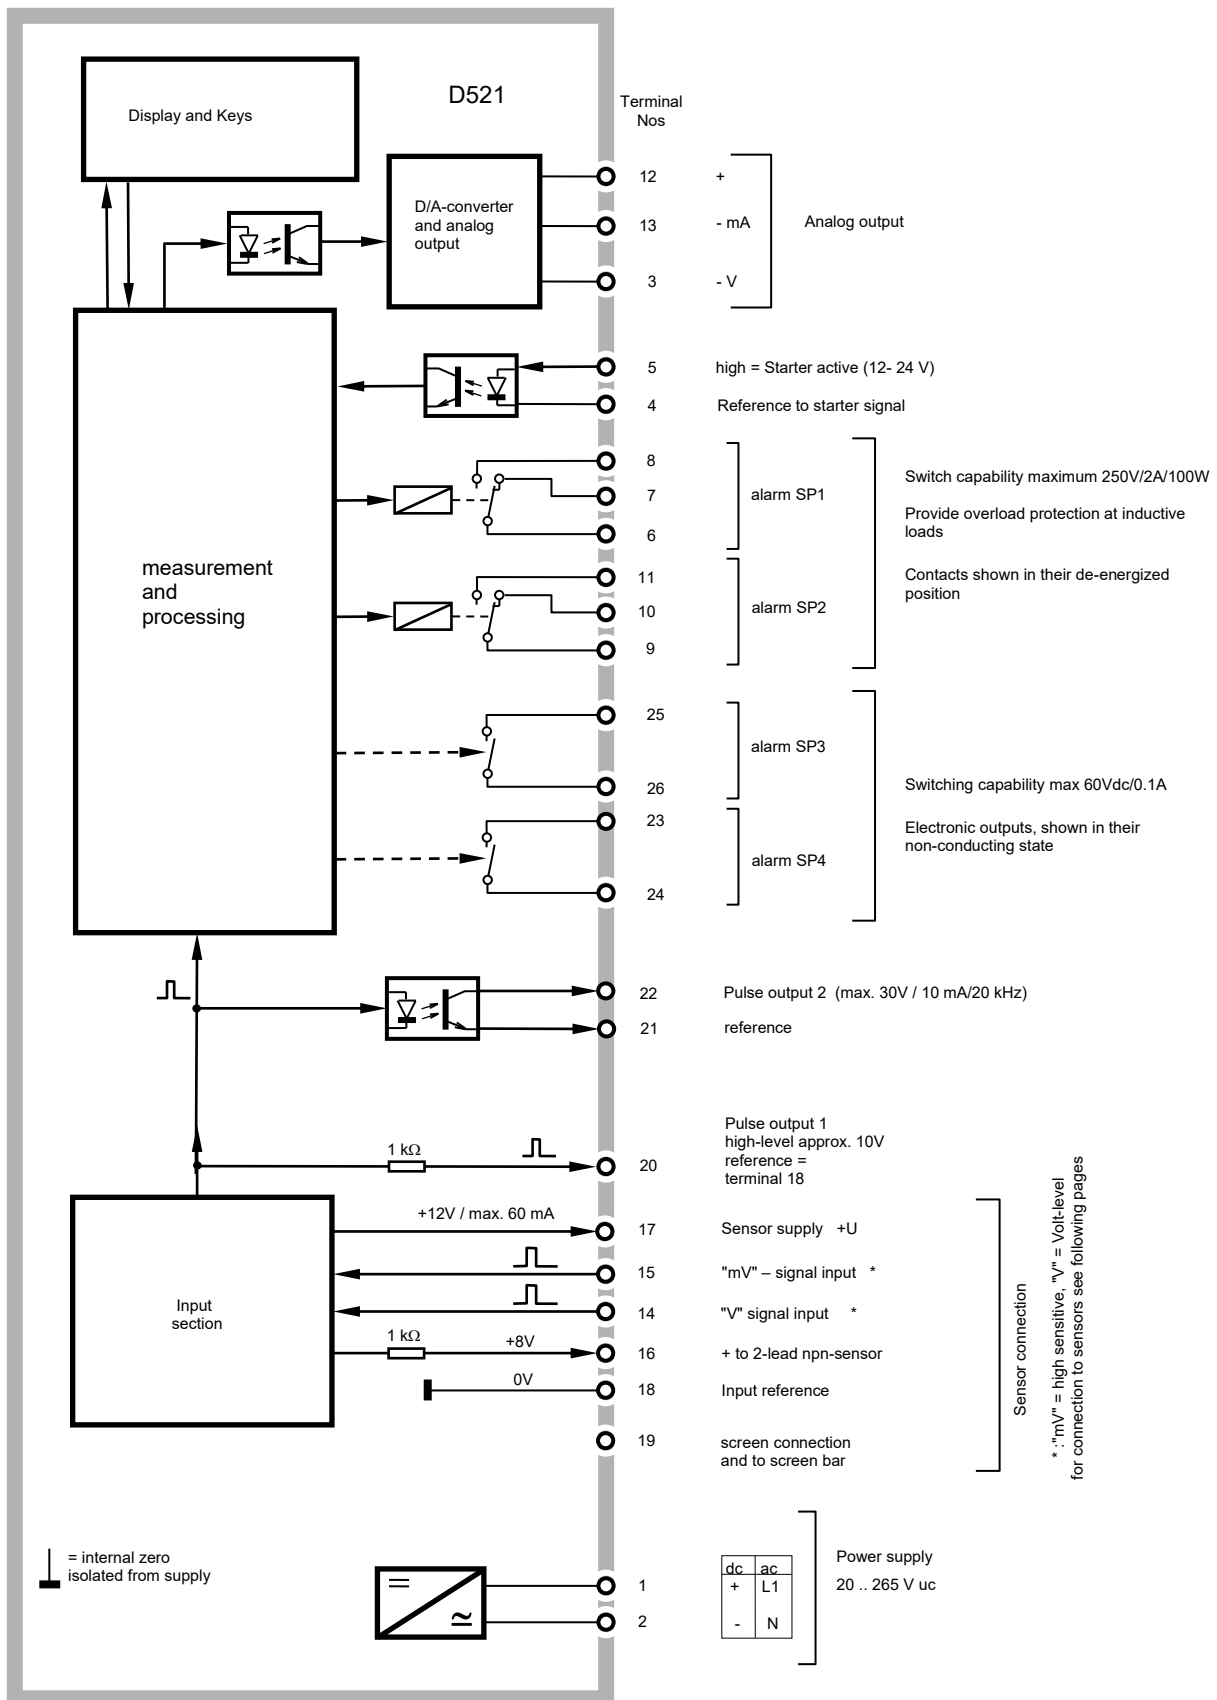 D521
Terminal
Nos
Display and Keys
D/A-converter
and analog
output
12 +
13 - mA
3 - V
Analog output
5 high = Starter active (12- 24 V)
4 Reference to starter signal
8
7
6
alarm SP1
Switch capability maximum 250V/2A/100W
Provide overload protection at inductive
loads
measurement
and
processing
11
10
9
alarm SP2
Contacts shown in their de-energized
position
25
26
alarm SP3
23
24
alarm SP4
Switching capability max 60Vdc/0.1A
Electronic outputs, shown in their
non-conducting state
22 Pulse output 2 (max. 30V / 10 mA/20 kHz)
21 reference
1 kΩ
20
Pulse output 1
high-level approx. 10V
reference =
terminal 18
Input
section
+12V / max. 60 mA
17 Sensor supply +U
15 "mV" – signal input *
14 "V" signal input *
1 kΩ +8V
16 + to 2-lead npn-sensor
0V
18 Input reference
19 screen connection
and to screen bar
Sensor connection
* :"mV" = high sensitive, "V" = Volt-level
for connection to sensors see following pages
= internal zero
isolated from supply
1
2
dc ac
+ L1
- N
Power supply
20 .. 265 V uc